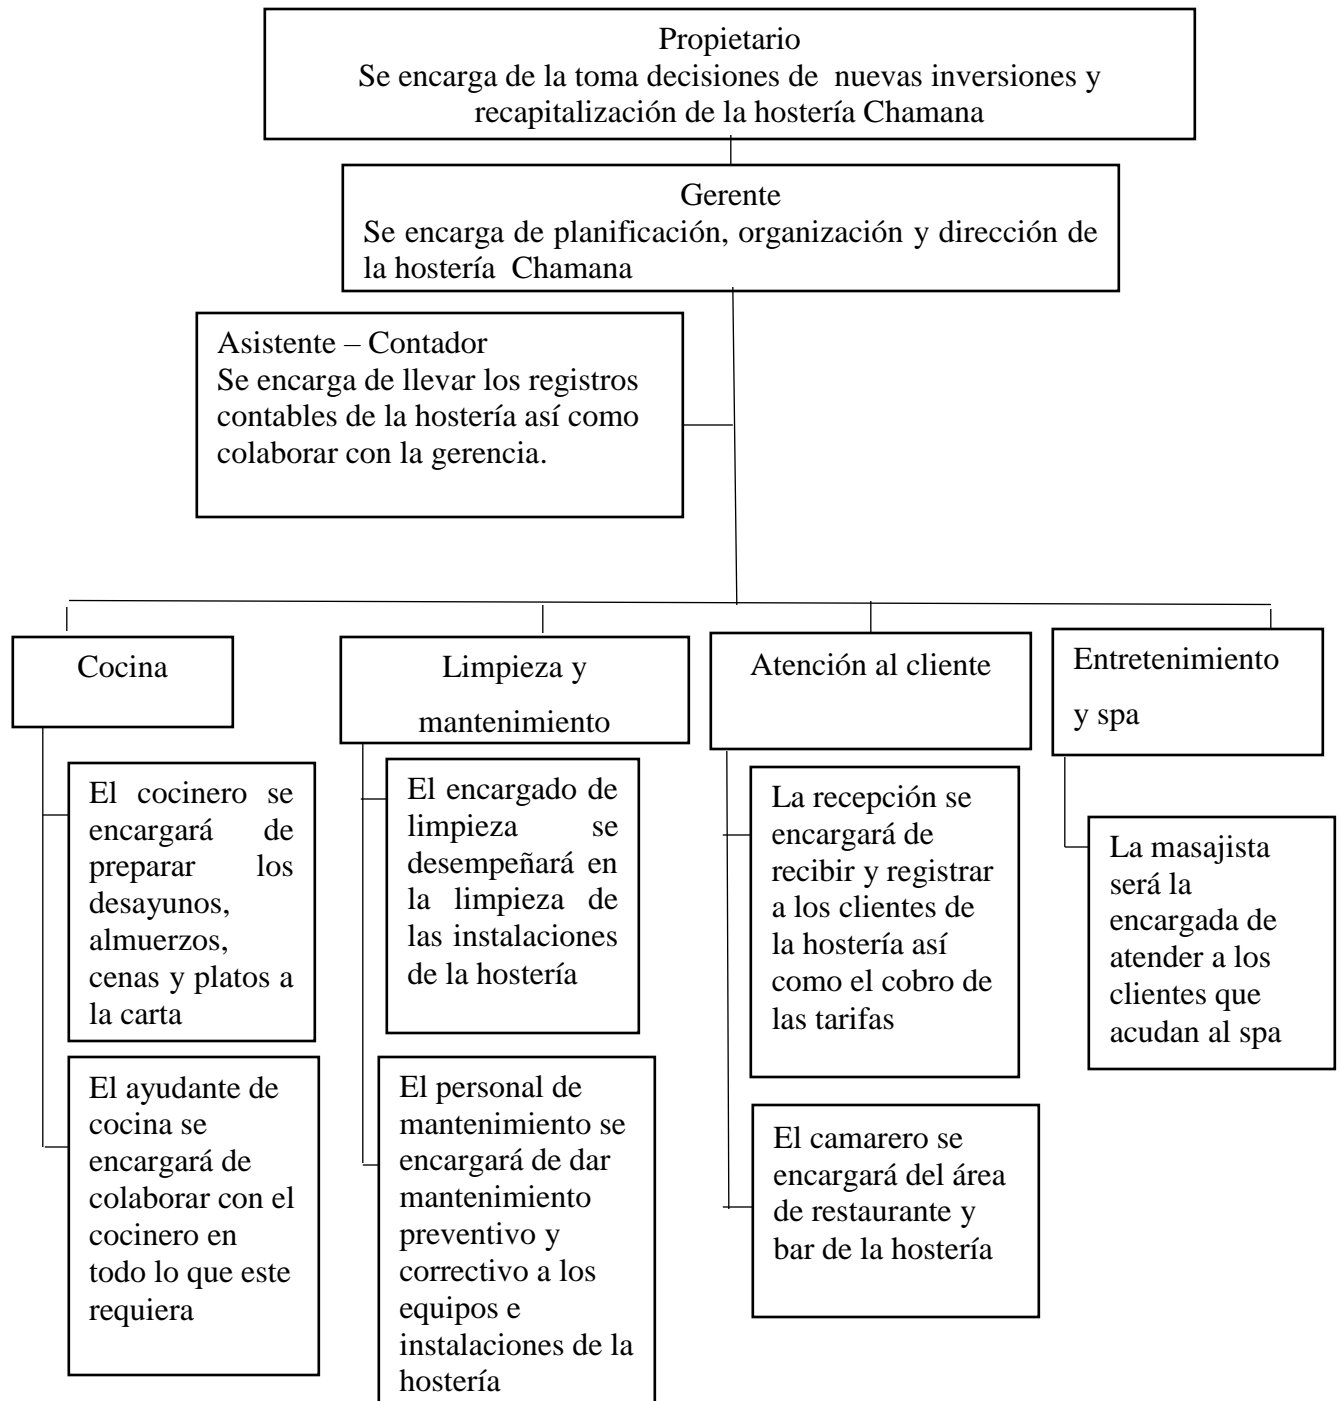 Propietario
Se encarga de la toma decisiones de nuevas inversiones y
recapitalización de la hostería Chamana
Gerente
Se encarga de planificación, organización y dirección de
la hostería Chamana
Asistente – Contador
Se encarga de llevar los registros
contables de la hostería así como
colaborar con la gerencia.
Cocina
El cocinero se
encargará de
preparar los
desayunos,
almuerzos,
cenas y platos a
la carta
El ayudante de
cocina se
encargará de
colaborar con el
cocinero en
todo lo que este
requiera
Limpieza y
mantenimiento
El encargado de
limpieza se
desempeñará en
la limpieza de
las instalaciones
de la hostería
El personal de
mantenimiento se
encargará de dar
mantenimiento
preventivo y
correctivo a los
equipos e
instalaciones de la
hostería
Atención al cliente
La recepción se
encargará de
recibir y registrar
a los clientes de
la hostería así
como el cobro de
las tarifas
El camarero se
encargará del área
de restaurante y
bar de la hostería
Entretenimiento
y spa
La masajista
será la
encargada de
atender a los
clientes que
acudan al spa